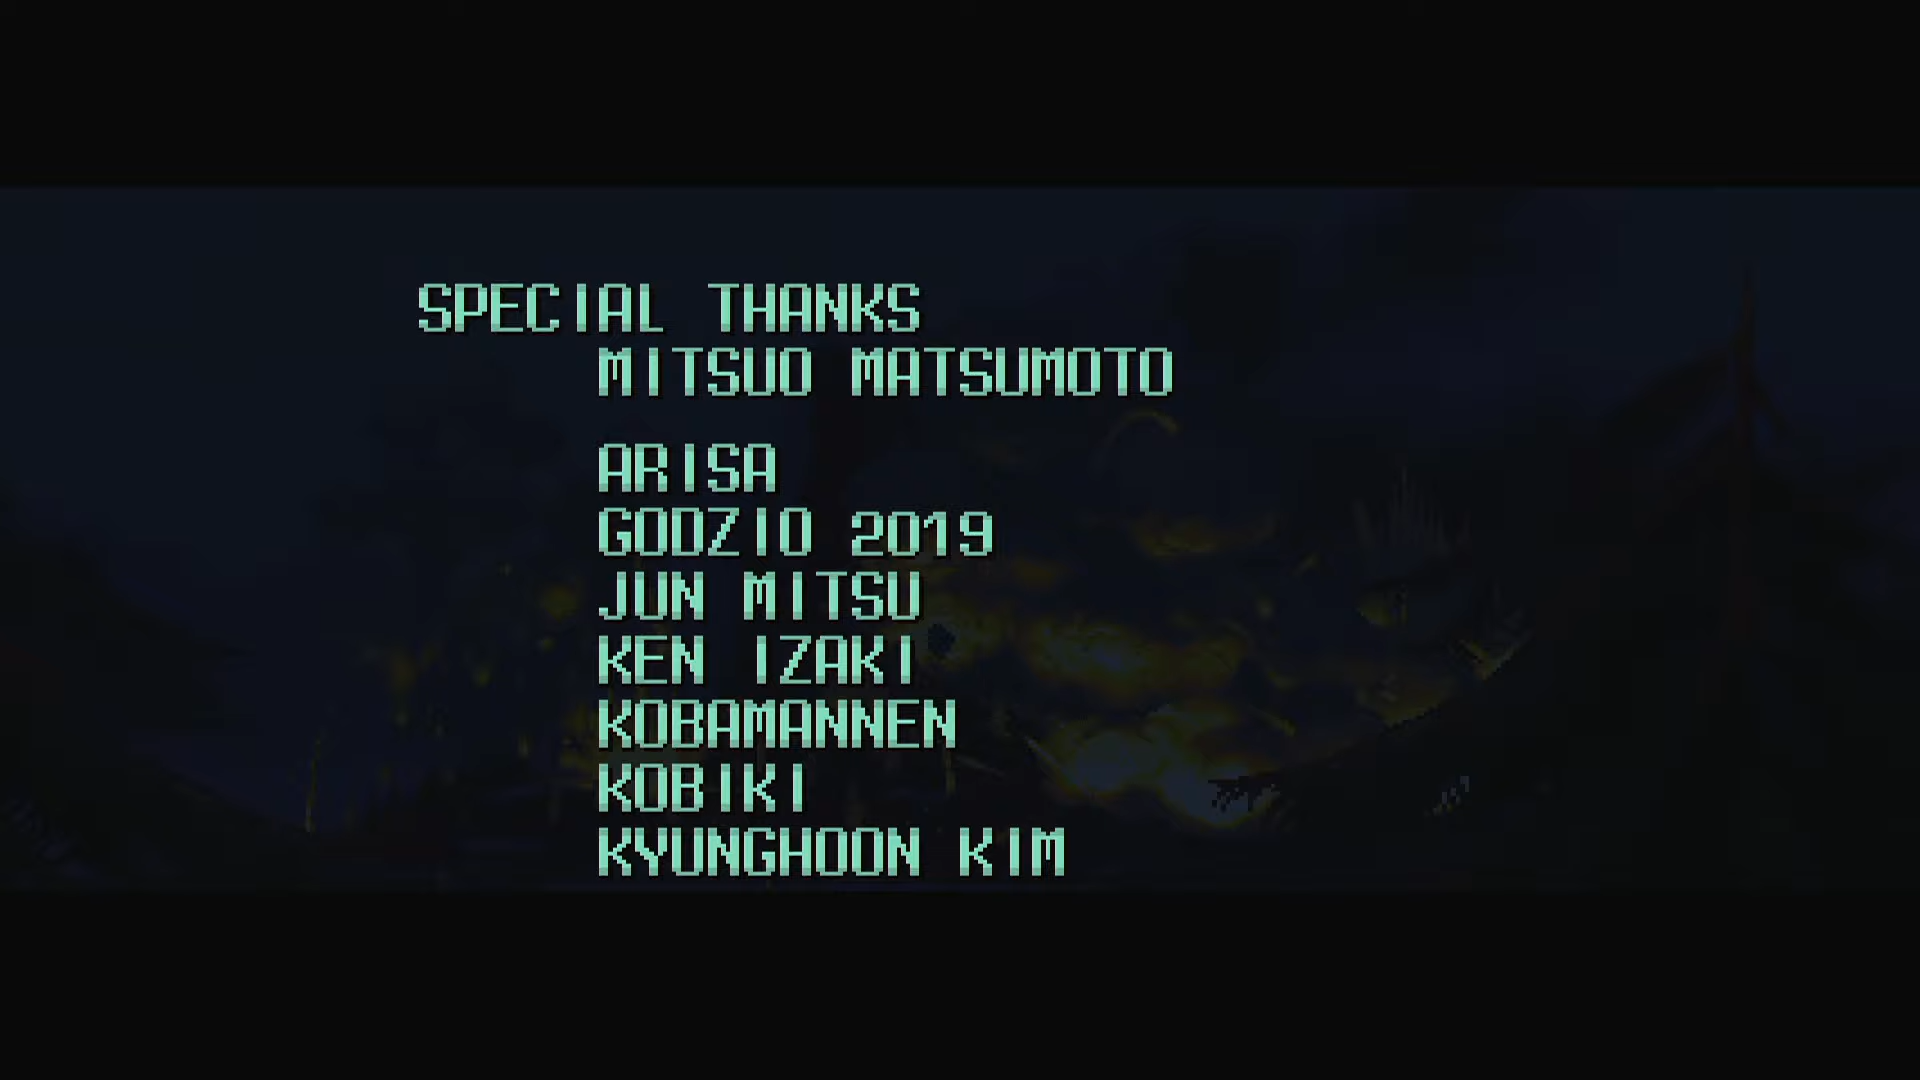 SPECIAL THANKS
MITSUO MATSUMOTO
ARISA
GODZIO 2019
JUN MITSU
KEN IZAKI
KOBAMANNEN
KOBIKI
KYUNGHOON KIM